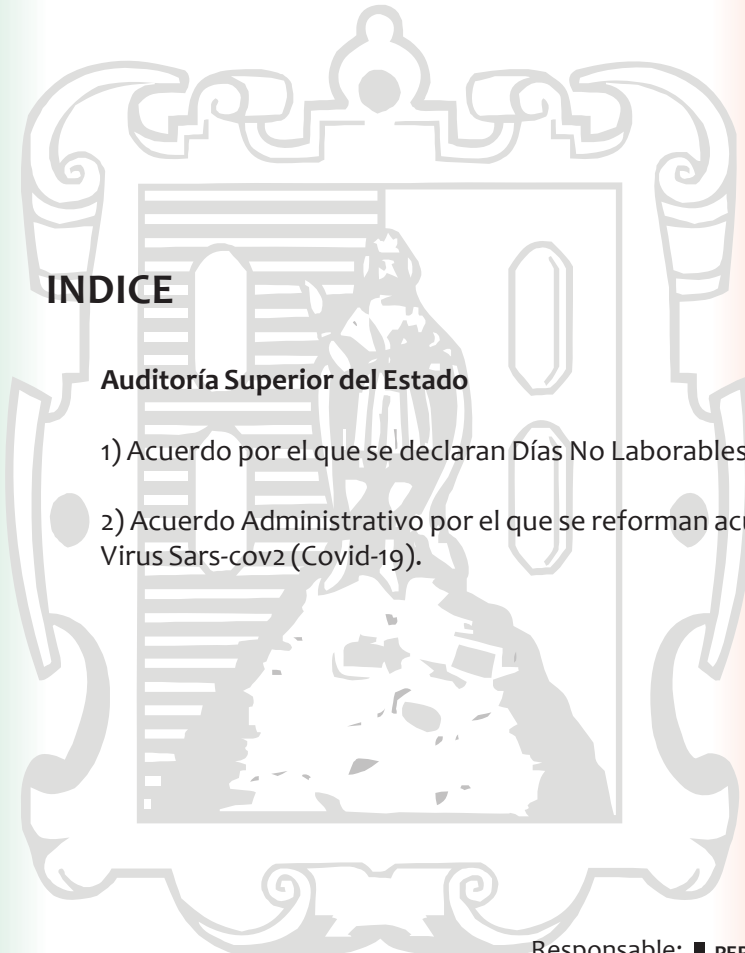 INDICE
Auditoría Superior del Estado
1) Acuerdo por el que se declaran Días No Laborables
2) Acuerdo Administrativo por el que se reforman
Virus Sars-cov2 (Covid-19).
Responsable: